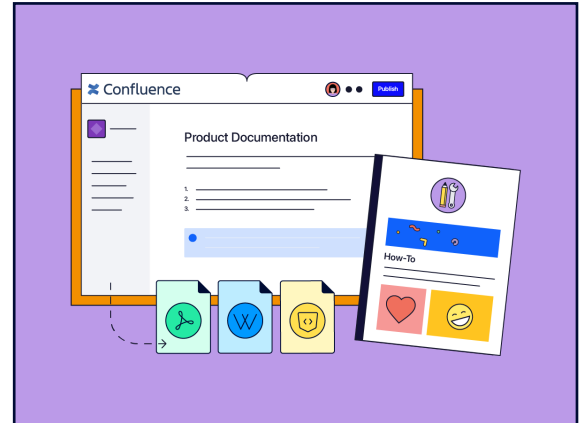 Confluence
Publish
Product Documentation
1.
2.
3.
How-To